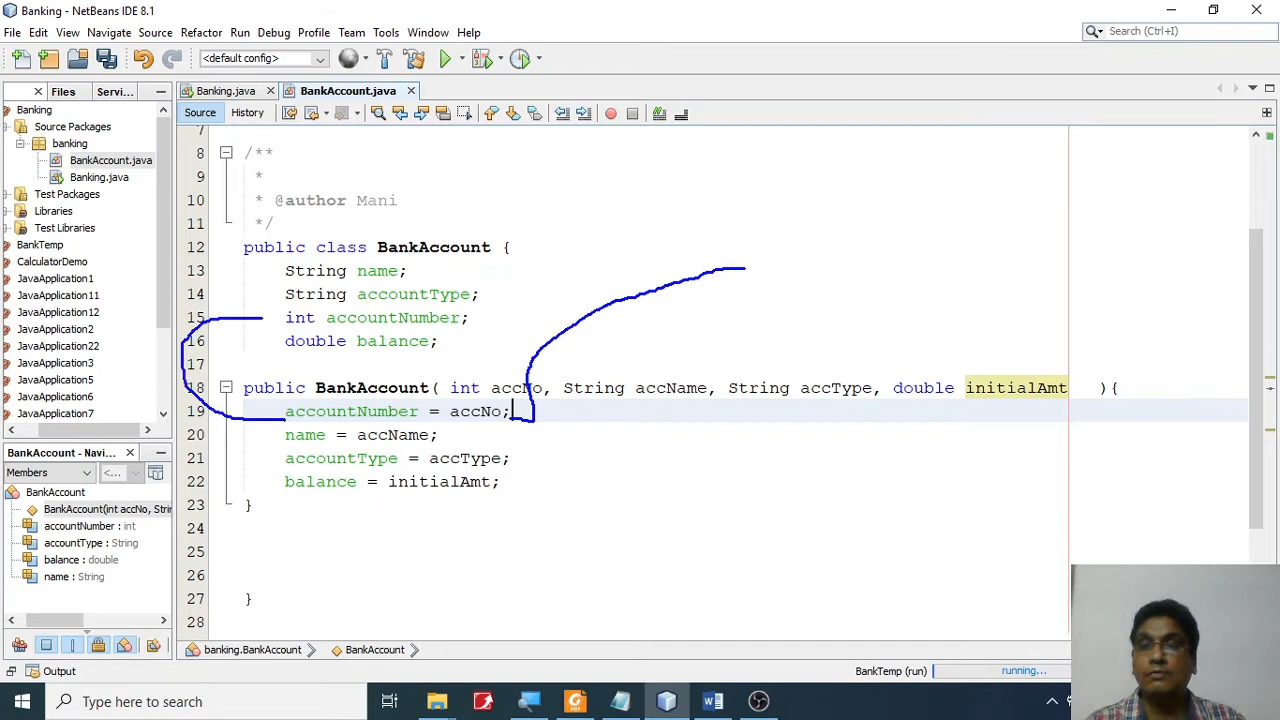 Banking - NetBeans IDE 8.1
File Edit View Navigate Source Refactor Run Debug Profile Team Tools Window Help
Search (Ctrl+I)
<default config>
Files Servi...
Banking.java BankAccount.java
Source History
Banking
Source Packages
banking
BankAccount.java
Banking.java
Test Packages
Libraries
Test Libraries
BankTemp
CalculatorDemo
JavaApplication1
JavaApplication11
JavaApplication12
JavaApplication2
JavaApplication22
JavaApplication3
JavaApplication5
JavaApplication6
JavaApplication7
BankAccount - Navi...
Members <...
BankAccount
BankAccount(int accNo, Strin
accountNumber : int
accountType : String
balance : double
name : String
7
8 /**
9 *
10 * @author Mani
11 */
12 public class BankAccount {
13 String name;
14 String accountType;
15 int accountNumber;
16 double balance;
17
18 public BankAccount( int accNo, String accName, String accType, double initialAmt ){
19 accountNumber = accNo;
20 name = accName;
21 accountType = accType;
22 balance = initialAmt;
23 }
24
25
26
27 }
28
banking.BankAccount BankAccount
Output
BankTemp (run) running...
Type here to search